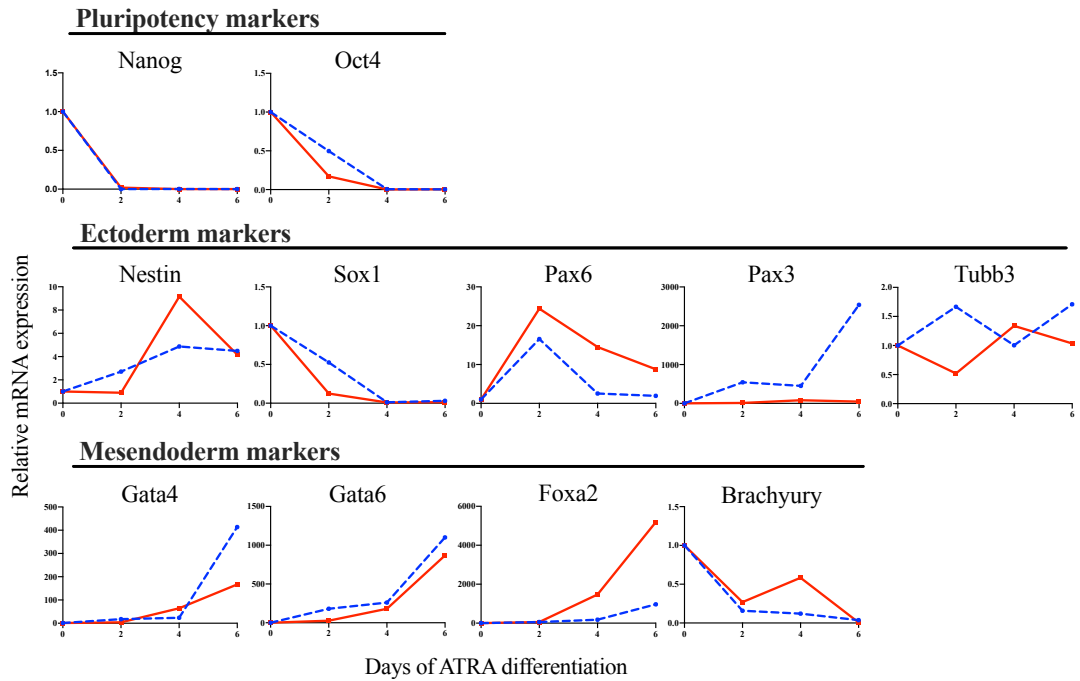 Pluripotency markers
Nanog Oct4
1.5 1.5
1.0 1.0
0.5 0.5
0.0 0.0
0 2 4 6 0 2 4 6
Ectoderm markers
Nestin Sox1 Pax6 Pax3 Tubb3
10 1.5 30 3000 2.0
8 1.0 20 2000 1.5
6 0.5 10 1000 1.0
4 0.0 0 0 0.5
2 0.0
0
0 2 4 6 0 2 4 6 0 2 4 6 0 2 4 6 0 2 4 6
Relative mRNA expression
Mesendoderm markers
Gata4 Gata6 Foxa2 Brachyury
500 1500 6000 1.5
400 1000 4000 1.0
300 500 2000 0.5
200 0 0 0.0
100
0
0 2 4 6 0 2 4 6 0 2 4 6 0 2 4 6
Days of ATRA differentiation